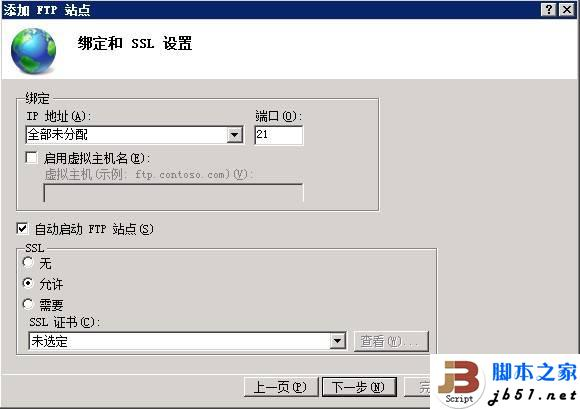 添加 FTP 站点
绑定和 SSL 设置
绑定
IP 地址(A):
端口(O):
全部未分配
21
启用虚拟主机名(E):
虚拟主机(示例: ftp.contoso.com)(V):
自动启动 FTP 站点(S)
SSL
无
允许
需要
SSL 证书(C):
未选定
查看(W)...
上一页(P)
下一步(N)
完
Script
脚本之家
jb51.net